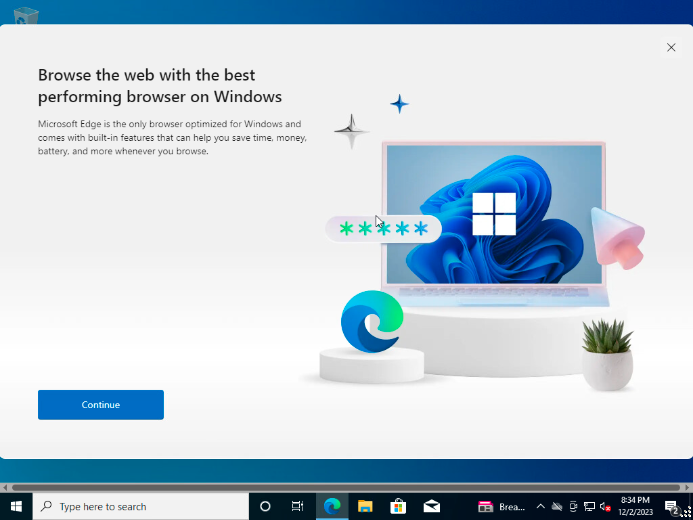 Browse the web with the best
performing browser on Windows
Microsoft Edge is the only browser optimized for Windows and
comes with built-in features that can help you save time, money,
battery, and more whenever you browse.
Continue
Type here to search
Brea...
8:34 PM
12/2/2023
2